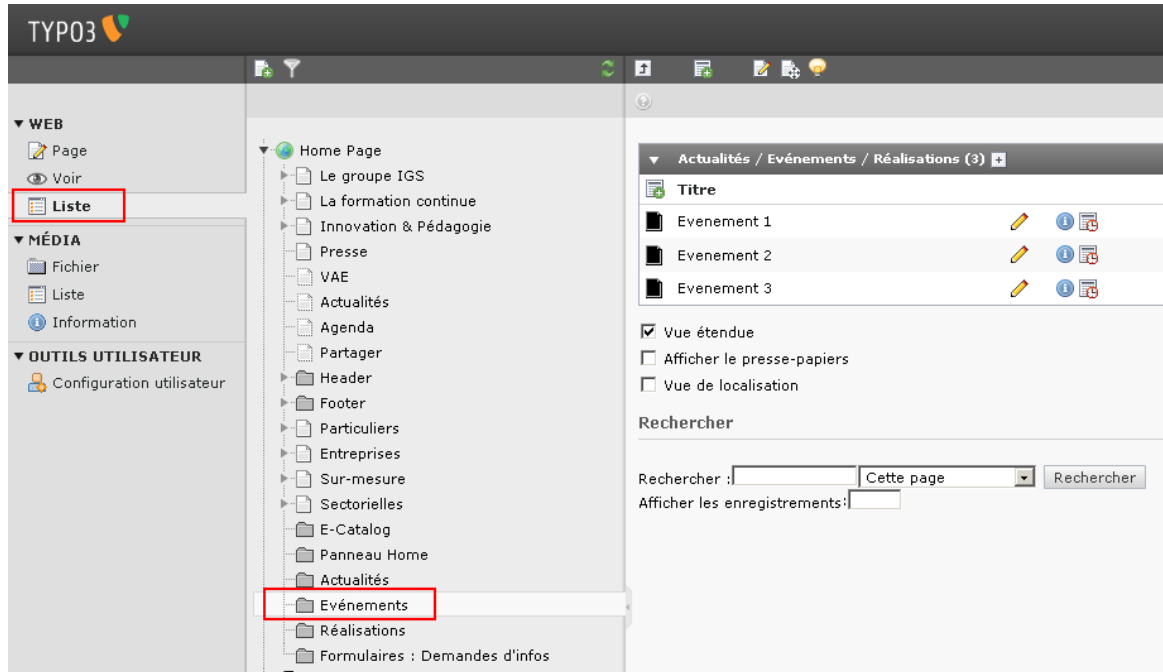 TYPO3
WEB
Page
Voir
Liste
MÉDIA
Fichier
Liste
Information
OUTILS UTILISATEUR
Configuration utilisateur
Home Page
Le groupe IGS
La formation continue
Innovation & Pédagogie
Presse
VAE
Actualités
Agenda
Partager
Header
Footer
Particuliers
Entreprises
Sur-mesure
Sectorielles
E-Catalog
Panneau Home
Actualités
Evénements
Réalisations
Formulaires : Demandes d'infos
Actualités / Evénements / Réalisations (3)
Titre
Evenement 1
Evenement 2
Evenement 3
Vue étendue
Afficher le presse-papiers
Vue de localisation
Rechercher
Rechercher : Cette page Rechercher
Afficher les enregistrements: